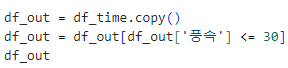 df_out = df_time.copy()
df_out = df_out[df_out['풍속'] <= 30]
df_out